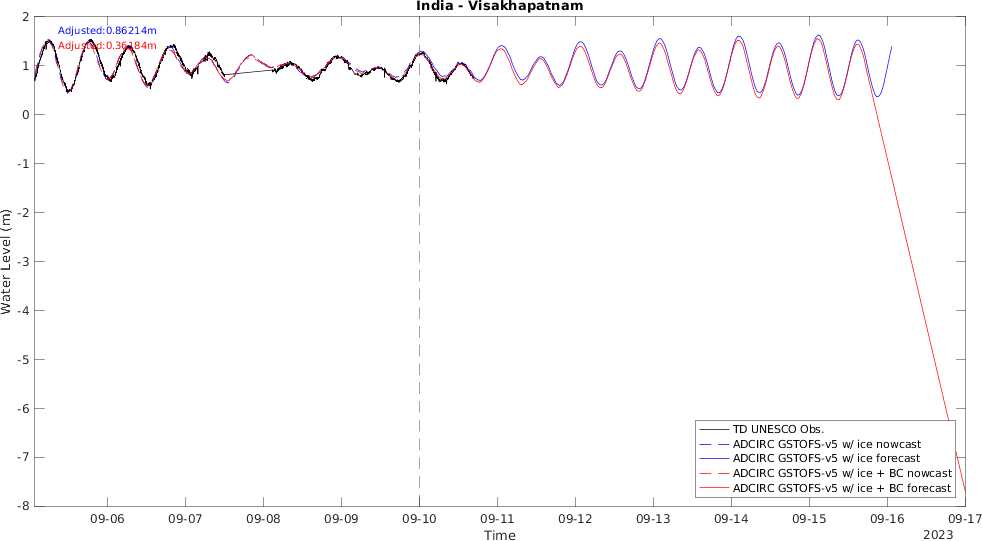 India - Visakhapatnam
Adjusted:0.86214m
Adjusted:0.36184m
2
1
0
-1
-2
-3
-4
-5
-6
-7
-8
Water Level (m)
TD UNESCO Obs.
ADCIRC GSTOFS-v5 w/ ice nowcast
ADCIRC GSTOFS-v5 w/ ice forecast
ADCIRC GSTOFS-v5 w/ ice + BC nowcast
ADCIRC GSTOFS-v5 w/ ice + BC forecast
09-06 09-07 09-08 09-09 09-10 09-11 09-12 09-13 09-14 09-15 09-16 09-17
Time
2023